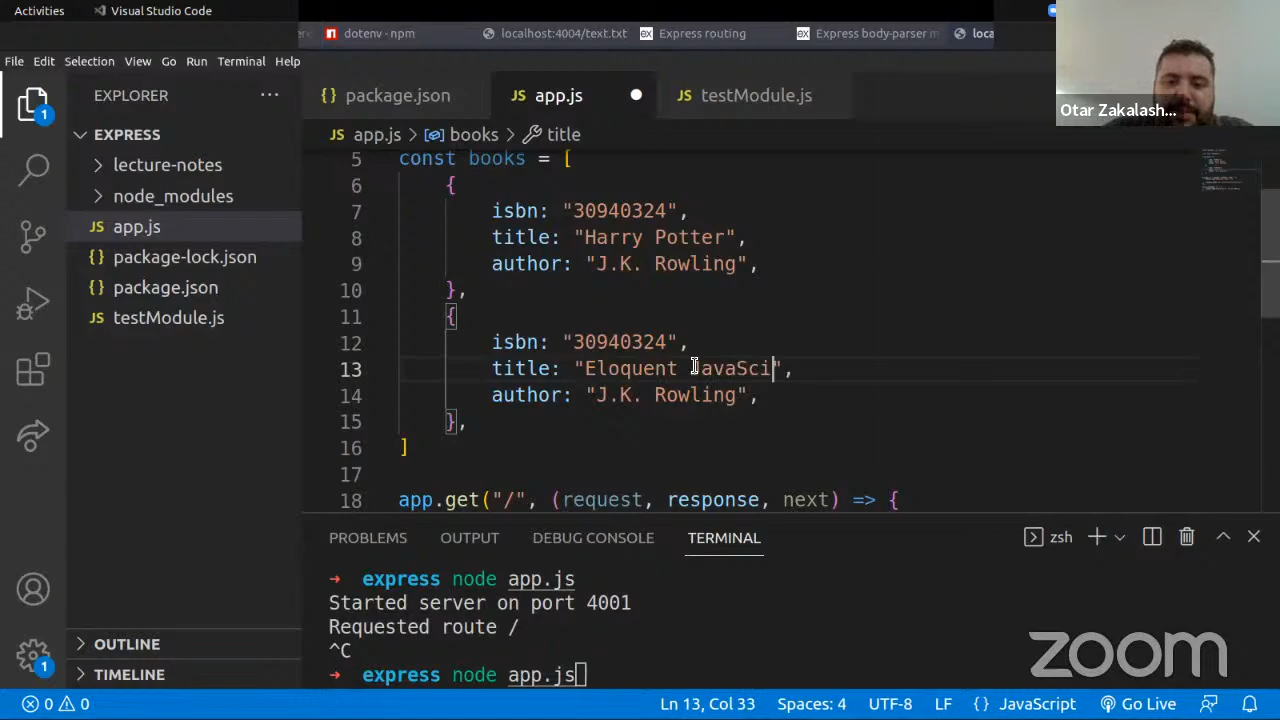 Activities Visual Studio Code
dotenv - npm localhost:4004/text.txt Express routing Express body-parser m loca
Otar Zakalash...
File Edit Selection View Go Run Terminal Help
EXPLORER ... package.json app.js testModule.js
1
EXPRESS
app.js > books > title
lecture-notes
node_modules
app.js
package-lock.json
package.json
testModule.js
5 const books = [
6 {
7 isbn: "30940324",
8 title: "Harry Potter",
9 author: "J.K. Rowling",
10 },
11 {
12 isbn: "30940324",
13 title: "Eloquent JavaSci",
14 author: "J.K. Rowling",
15 },
16 ]
17
18 app.get("/", (request, response, next) => {
PROBLEMS OUTPUT DEBUG CONSOLE TERMINAL zsh
→ express node app.js
Started server on port 4001
Requested route /
^C
→ express node app.js
OUTLINE
TIMELINE
1
zoom
0 0 Ln 13, Col 33 Spaces: 4 UTF-8 LF {} JavaScript Go Live